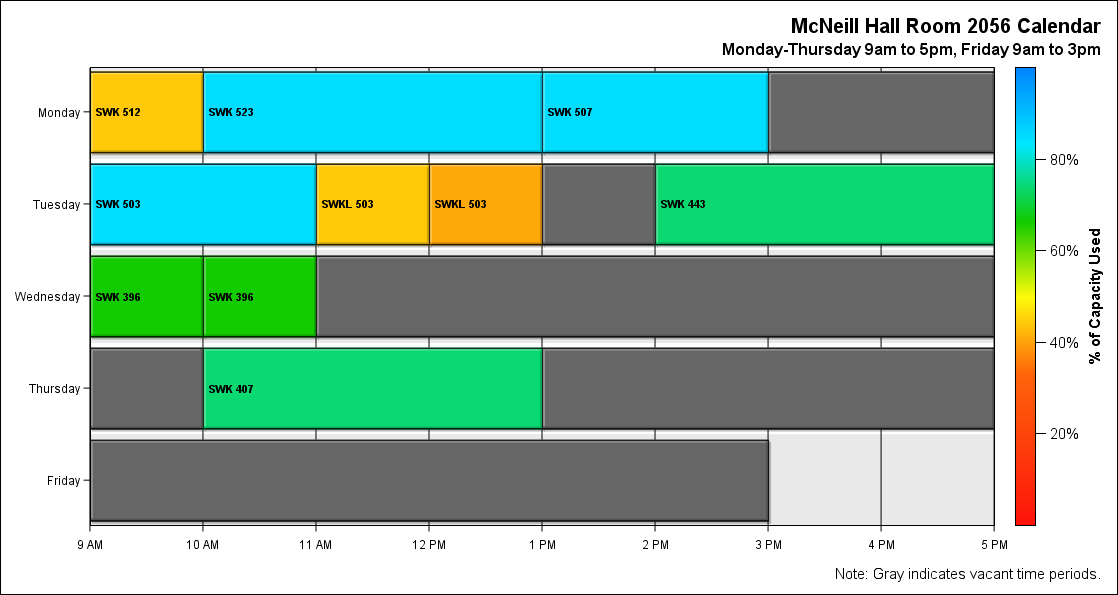 McNeill Hall Room 2056 Calendar
Monday-Thursday 9am to 5pm, Friday 9am to 3pm
Monday
SWK 512
SWK 523
SWK 507
Tuesday
SWK 503
SWKL 503
SWKL 503
SWK 443
Wednesday
SWK 396
SWK 396
Thursday
SWK 407
Friday
9 AM
10 AM
11 AM
12 PM
1 PM
2 PM
3 PM
4 PM
5 PM
80%
60%
40%
20%
% of Capacity Used
Note: Gray indicates vacant time periods.